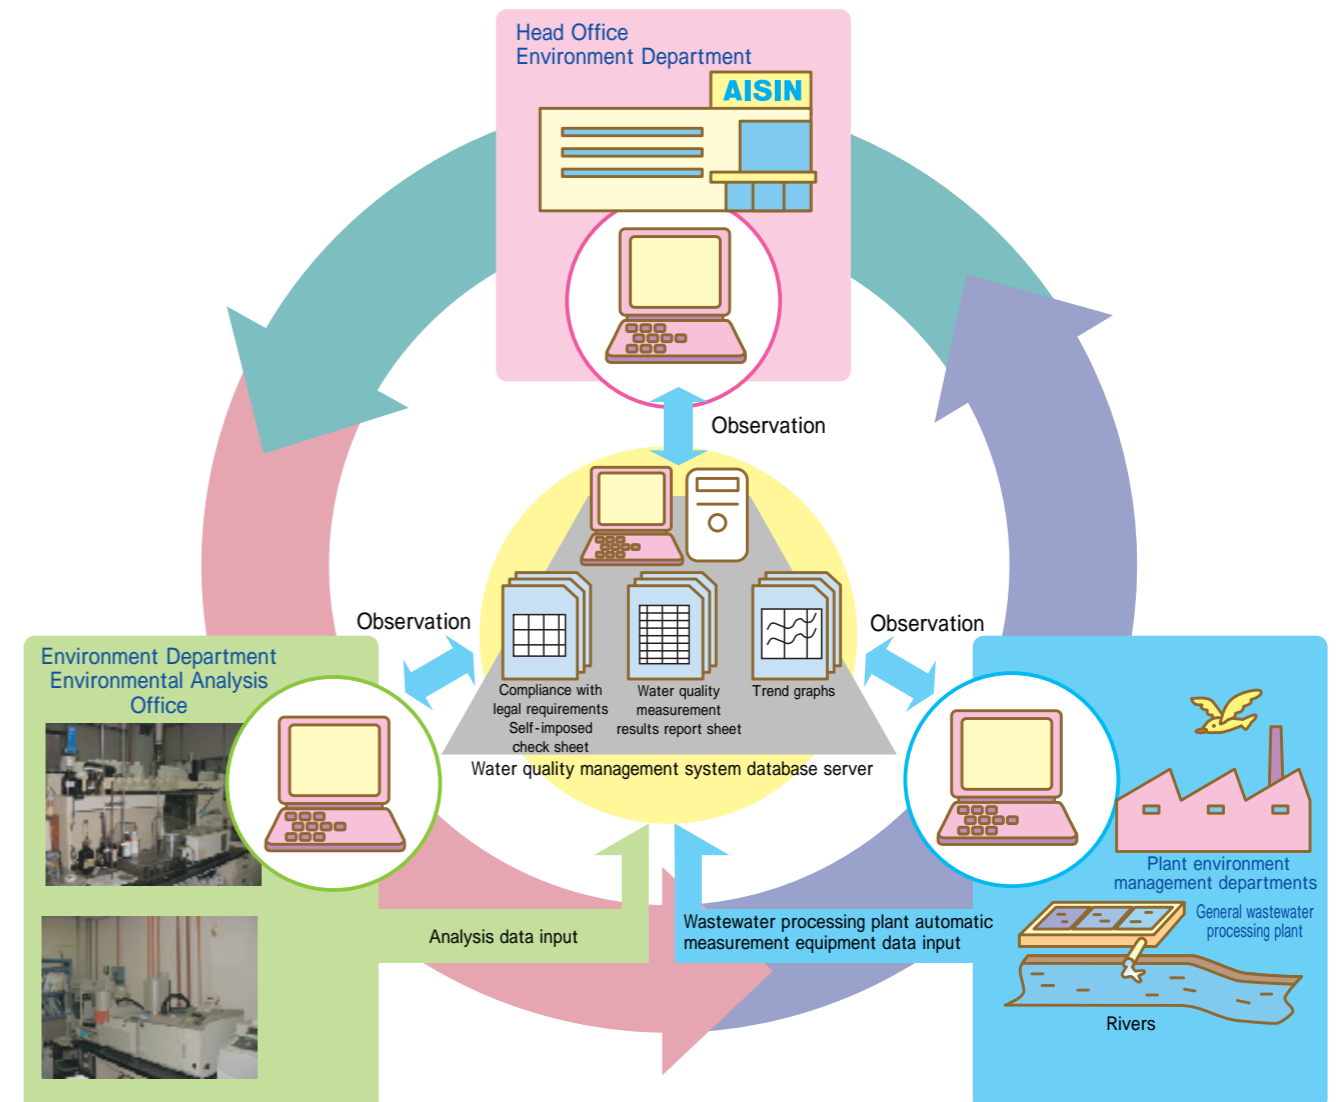 Head Office
Environment Department
AISIN
Observation
Observation
Observation
Environment Department
Environmental Analysis
Office
Compliance with
legal requirements
Self-imposed
check sheet
Water quality
measurement
results report sheet
Trend graphs
Water quality management system database server
Plant environment
management departments
General wastewater
processing plant
Rivers
Analysis data input
Wastewater processing plant automatic
measurement equipment data input